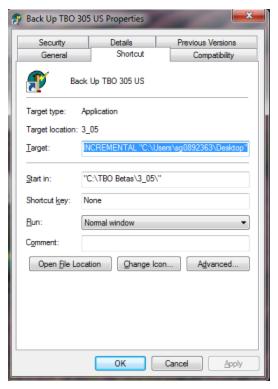 Back Up TBO 305 US Properties
Security Details Previous Versions
General Shortcut Compatibility
Back Up TBO 305 US
Target type: Application
Target location: 3_05
Target: INCREMENTAL "C:\Users\ag0892363\Desktop"
Start in: "C:\TBO Betas\3_05\"
Shortcut key: None
Run: Normal window
Comment:
Open File Location Change Icon... Advanced...
OK Cancel Apply